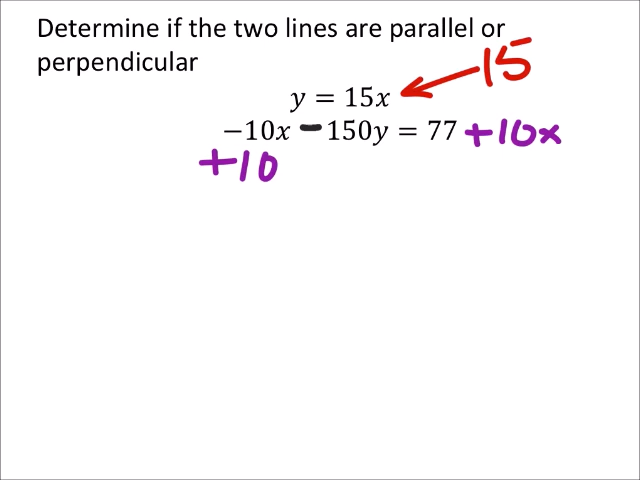 Determine if the two lines are parallel or
perpendicular
15
y = 15x
−10x − 150y = 77 +10x
+10